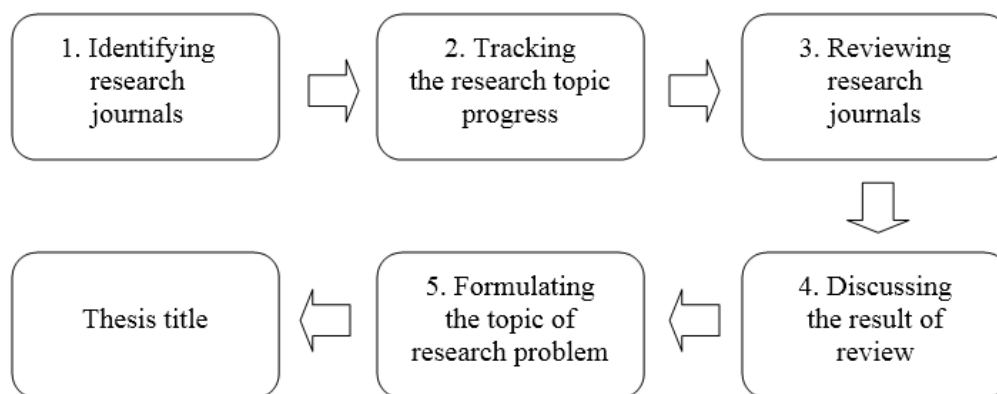 1. Identifying
research
journals
2. Tracking
the research topic
progress
3. Reviewing
research
journals
4. Discussing
the result of
review
5. Formulating
the topic of
research problem
Thesis title